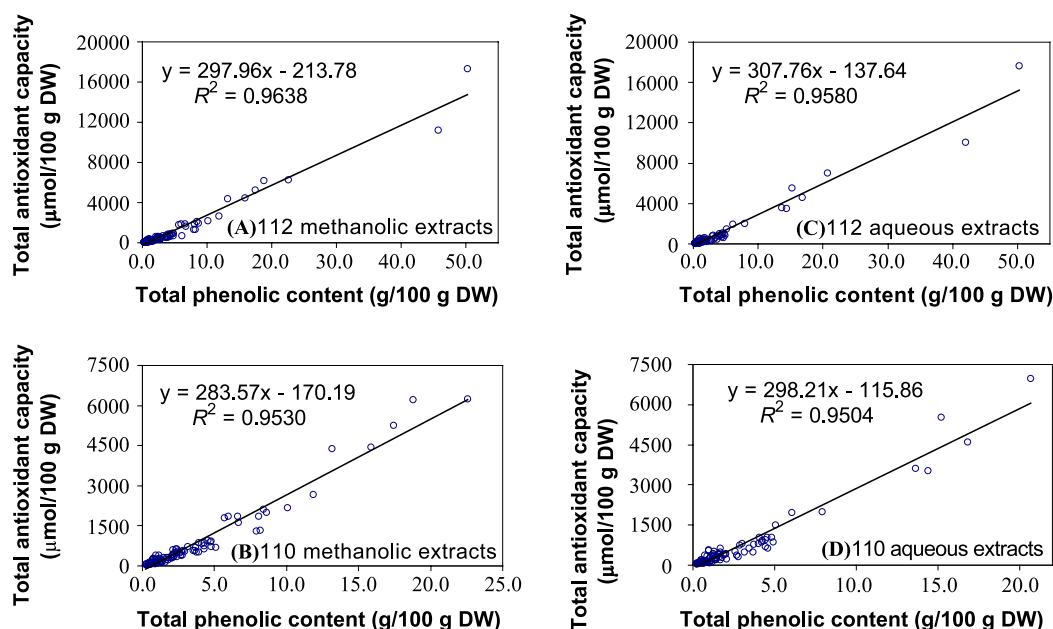 Total antioxidant capacity
(μmol/100 g DW)
20000
16000
12000
8000
4000
0
y = 297.96x - 213.78
R² = 0.9638
(A)112 methanolic extracts
0.0 10.0 20.0 30.0 40.0 50.0
Total phenolic content (g/100 g DW)
Total antioxidant capacity
(μmol/100 g DW)
20000
16000
12000
8000
4000
0
y = 307.76x - 137.64
R² = 0.9580
(C)112 aqueous extracts
0.0 10.0 20.0 30.0 40.0 50.0
Total phenolic content (g/100 g DW)
Total antioxidant capacity
(μmol/100 g DW)
7500
6000
4500
3000
1500
0
y = 283.57x - 170.19
R² = 0.9530
(B)110 methanolic extracts
0.0 5.0 10.0 15.0 20.0 25.0
Total phenolic content (g/100 g DW)
Total antioxidant capacity
(μmol/100 g DW)
7500
6000
4500
3000
1500
0
y = 298.21x - 115.86
R² = 0.9504
(D)110 aqueous extracts
0.0 5.0 10.0 15.0 20.0
Total phenolic content (g/100 g DW)